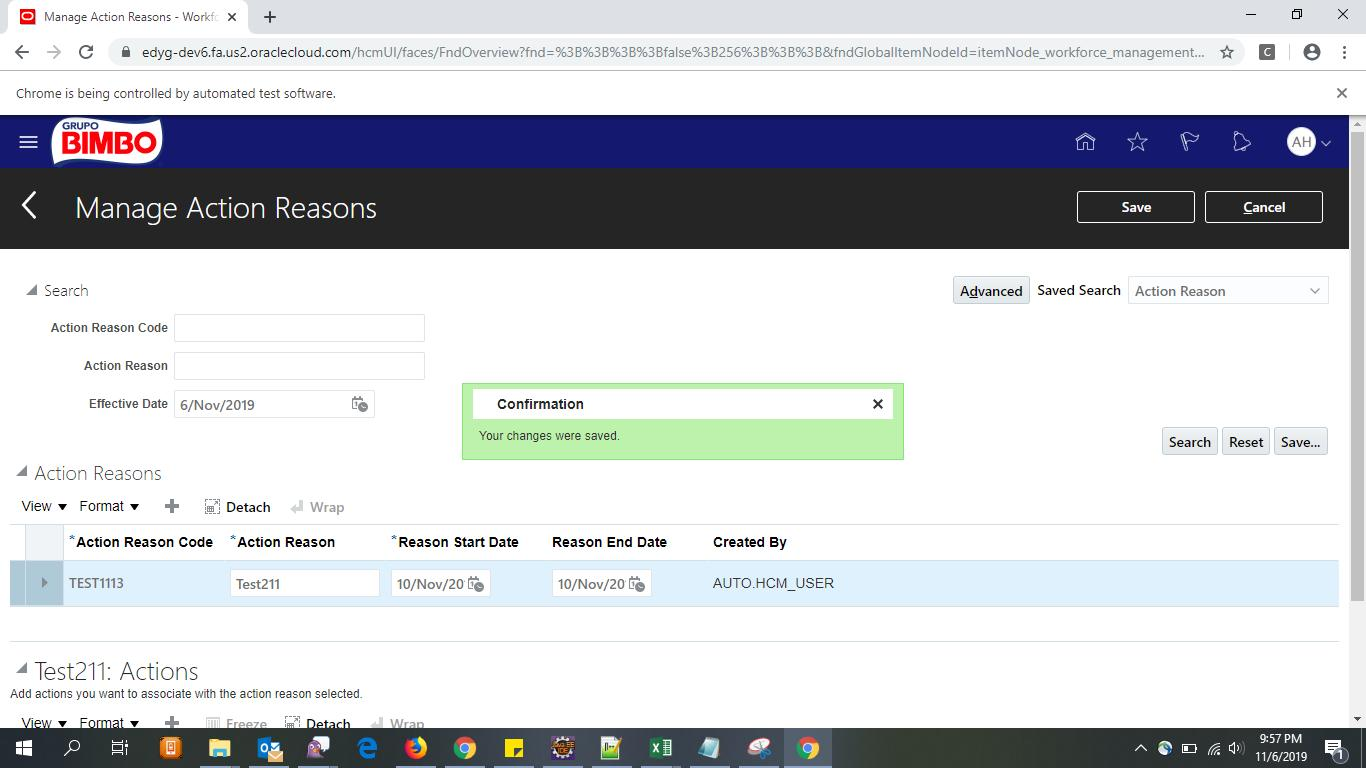 Manage Action Reasons - Workfo
edyg-dev6.fa.us2.oraclecloud.com/hcmUI/faces/FndOverview?fnd=%3B%3B%3B%3Bfalse%3B256%3B%3B%3B&fndGlobalItemNodeId=itemNode_workforce_management...
C
Chrome is being controlled by automated test software.
GRUPO
BIMBO
AH
Manage Action Reasons
Save
Cancel
Search
Advanced
Saved Search
Action Reason
Action Reason Code
Action Reason
Effective Date
6/Nov/2019
Confirmation
Your changes were saved.
Search
Reset
Save...
Action Reasons
View Format Detach Wrap
*Action Reason Code *Action Reason *Reason Start Date Reason End Date Created By
TEST1113 Test211 10/Nov/20 10/Nov/20 AUTO.HCM_USER
Test211: Actions
Add actions you want to associate with the action reason selected.
View Format Freeze Detach Wrap
9:57 PM
11/6/2019
1